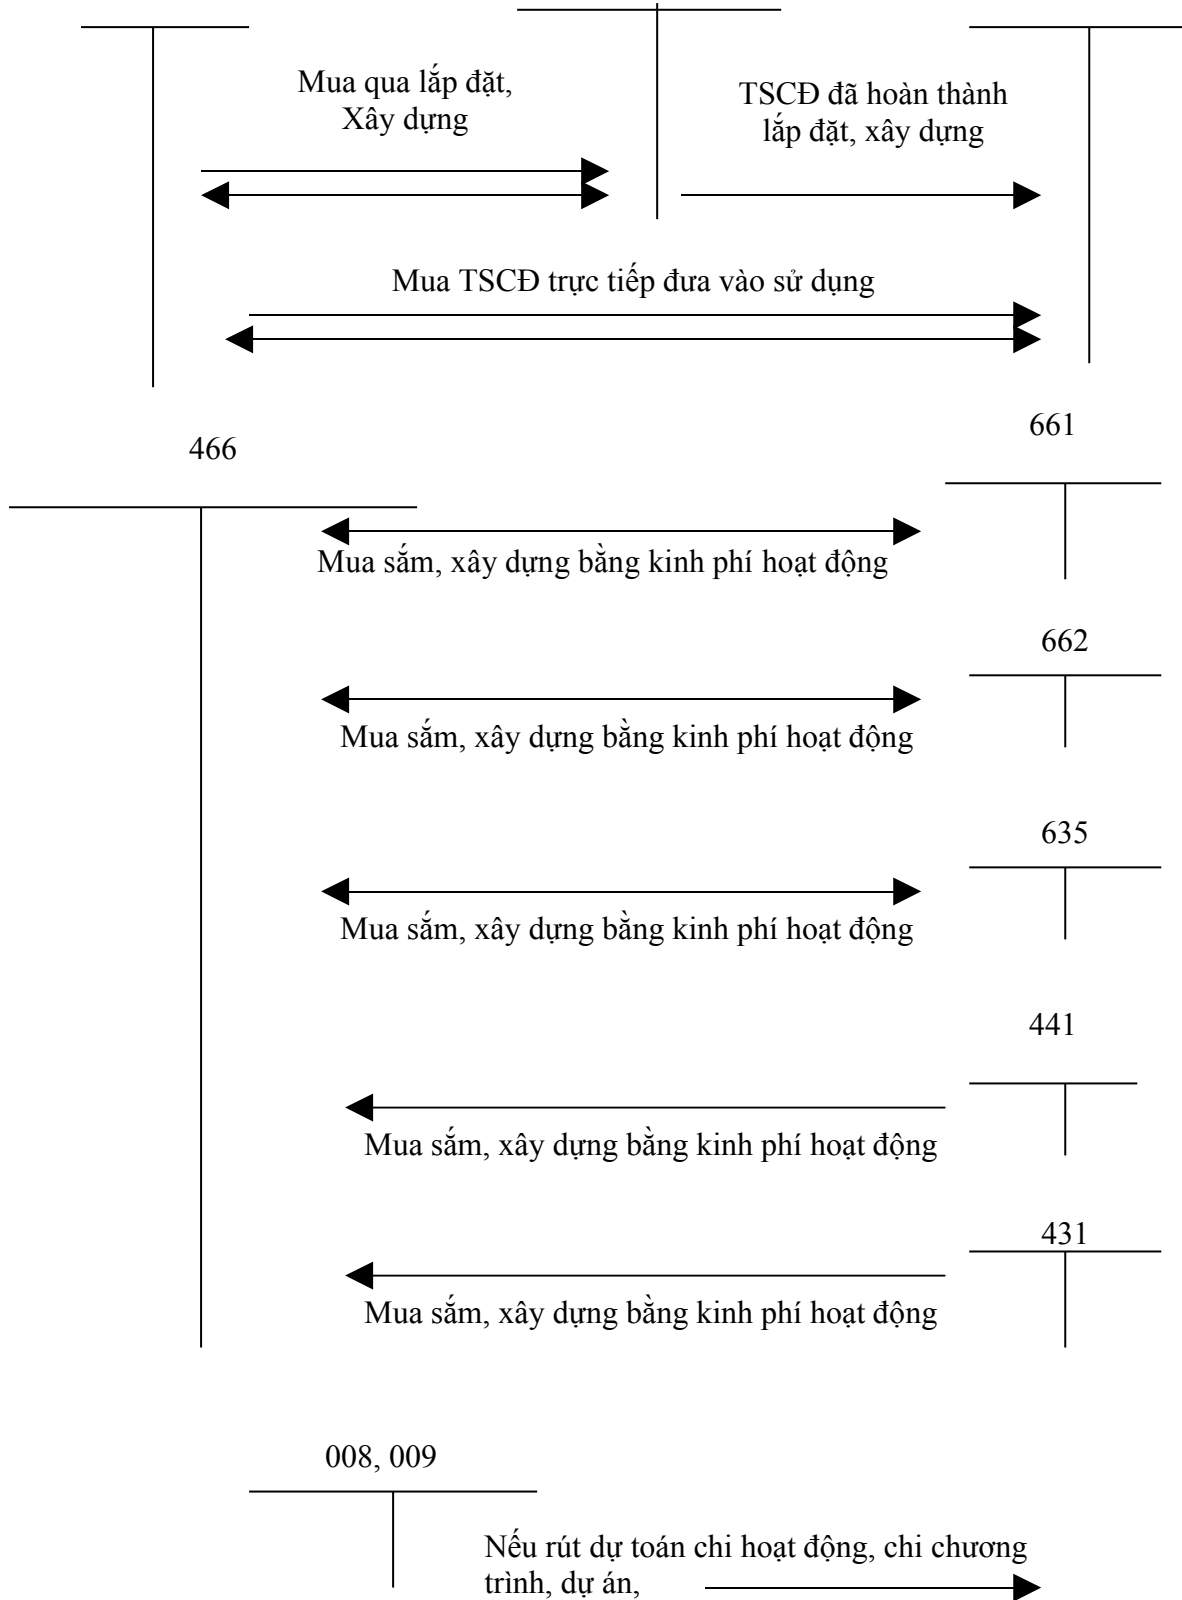 Mua qua lắp đặt,
Xây dựng
TSCĐ đã hoàn thành
lắp đặt, xây dựng
Mua TSCĐ trực tiếp đưa vào sử dụng
466
661
Mua sắm, xây dựng bằng kinh phí hoạt động
662
Mua sắm, xây dựng bằng kinh phí hoạt động
635
Mua sắm, xây dựng bằng kinh phí hoạt động
441
Mua sắm, xây dựng bằng kinh phí hoạt động
431
Mua sắm, xây dựng bằng kinh phí hoạt động
008, 009
Nếu rút dự toán chi hoạt động, chi chương
trình, dự án,